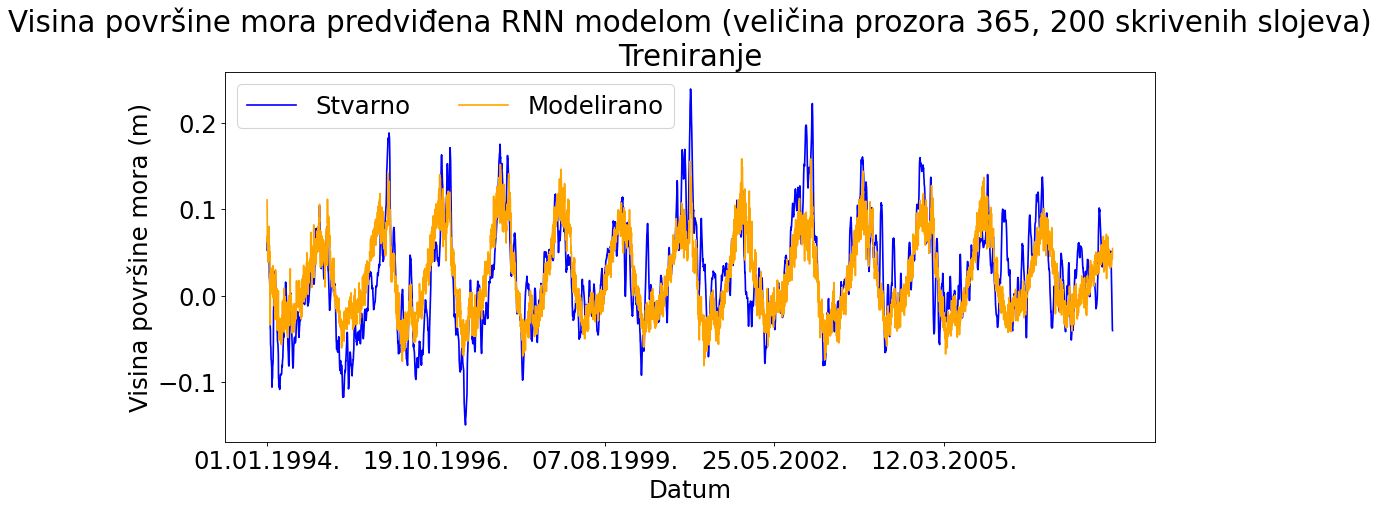 Visina površine mora predviđena RNN modelom (veličina prozora 365, 200 skrivenih slojeva)
Treniranje
Stvarno
Modelirano
Visina površine mora (m)
0.2
0.1
0.0
−0.1
01.01.1994.
19.10.1996.
07.08.1999.
25.05.2002.
12.03.2005.
Datum